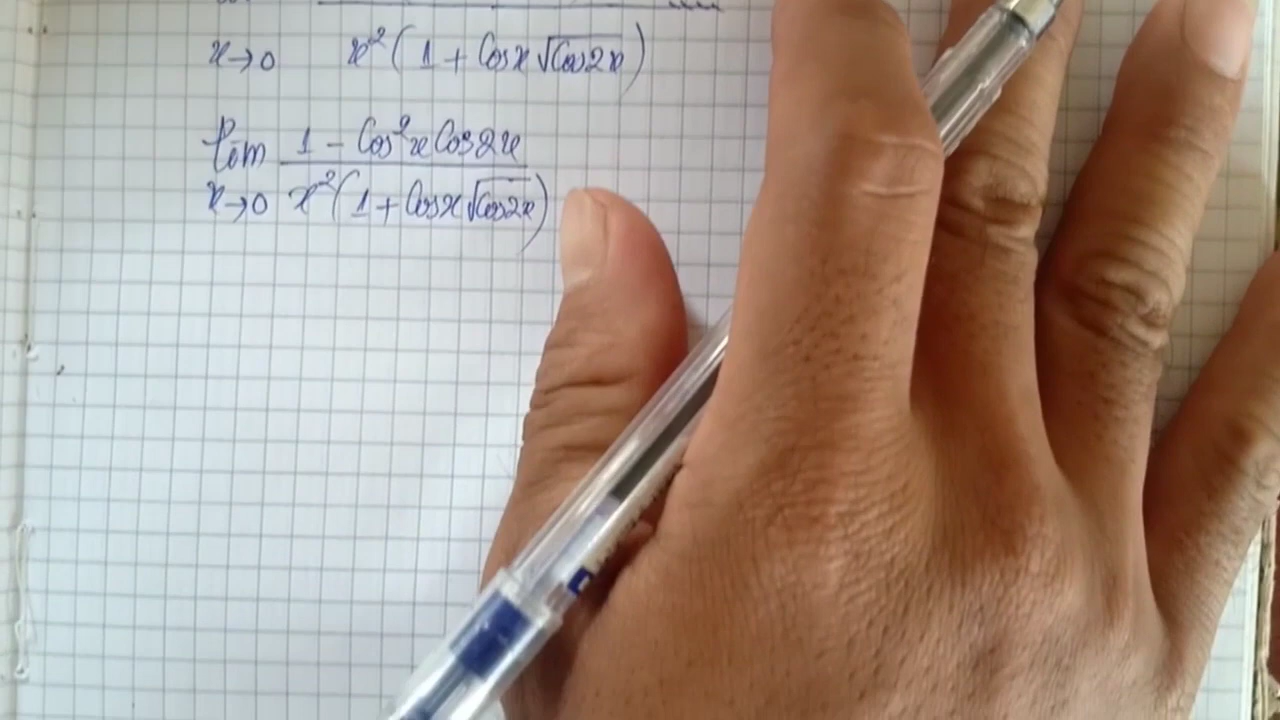 x→0 x²(1 + Cosx √Cos2x)
lim 1 - Cos²x Cos2x
x→0 x²(1 + Cosx √Cos2x)